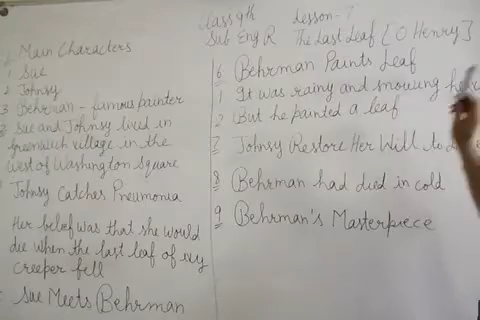 Class 9th Lesson - 7
Sub Eng R The Last Leaf [O Henry]
Main Characters
1 Sue
2 Johnsy
3 Behrman - famous painter
3 Sue and Johnsy lived in
greenwich village in the
west of Washington Square
Johnsy Catches Pneumonia
Her belief was that she would
die when the last leaf of ivy
creeper fell
Sue Meets Behrman
6 Behrman Paints Leaf
1 It was rainy and snowing
2 But he painted a leaf
7 Johnsy Restore Her Will to
8 Behrman had died in cold
9 Behrman's Masterpiece